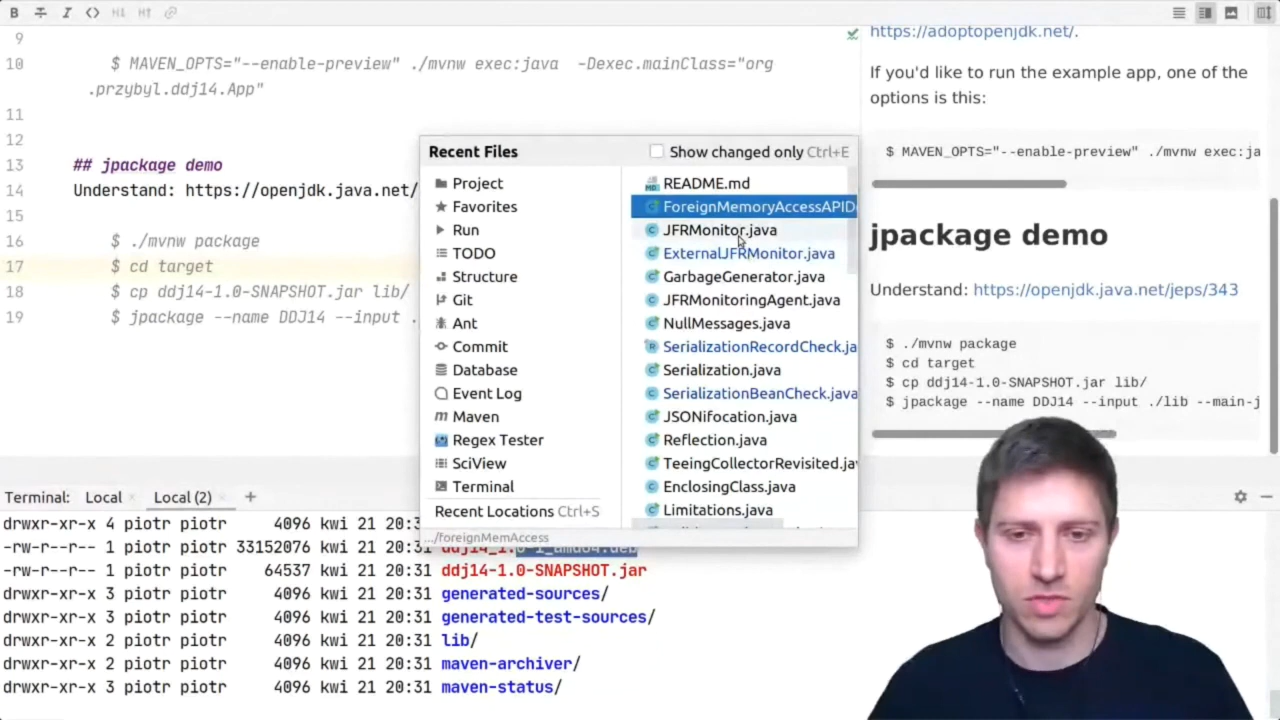 https://adoptopenjdk.net/.
9
10 $ MAVEN_OPTS="--enable-preview" ./mvnw exec:java -Dexec.mainClass="org
.przybyl.ddj14.App"
11
12
13 ## jpackage demo
14 Understand: https://openjdk.java.net/
15
16 $ ./mvnw package
17 $ cd target
18 $ cp ddj14-1.0-SNAPSHOT.jar lib/
19 $ jpackage --name DDJ14 --input .
Recent Files
Show changed only Ctrl+E
Project
Favorites
Run
TODO
Structure
Git
Ant
Commit
Database
Event Log
Maven
Regex Tester
SciView
Terminal
Recent Locations Ctrl+S
README.md
ForeignMemoryAccessAPID
JFRMonitor.java
ExternalJFRMonitor.java
GarbageGenerator.java
JFRMonitoringAgent.java
NullMessages.java
SerializationRecordCheck.ja
Serialization.java
SerializationBeanCheck.java
JSONifocation.java
Reflection.java
TeeingCollectorRevisited.jav
EnclosingClass.java
Limitations.java
.../foreignMemAccess
If you'd like to run the example app, one of the
options is this:
$ MAVEN_OPTS="--enable-preview" ./mvnw exec:ja
jpackage demo
Understand: https://openjdk.java.net/jeps/343
$ ./mvnw package
$ cd target
$ cp ddj14-1.0-SNAPSHOT.jar lib/
$ jpackage --name DDJ14 --input ./lib --main-j
Terminal: Local Local (2)
drwxr-xr-x 4 piotr piotr 4096 kwi 21 20:3
-rw-r--r-- 1 piotr piotr 33152076 kwi 21 20:31 ddj14_1.0-1_amd64.deb
-rw-r--r-- 1 piotr piotr 64537 kwi 21 20:31 ddj14-1.0-SNAPSHOT.jar
drwxr-xr-x 3 piotr piotr 4096 kwi 21 20:31 generated-sources/
drwxr-xr-x 3 piotr piotr 4096 kwi 21 20:31 generated-test-sources/
drwxr-xr-x 2 piotr piotr 4096 kwi 21 20:31 lib/
drwxr-xr-x 2 piotr piotr 4096 kwi 21 20:31 maven-archiver/
drwxr-xr-x 3 piotr piotr 4096 kwi 21 20:31 maven-status/